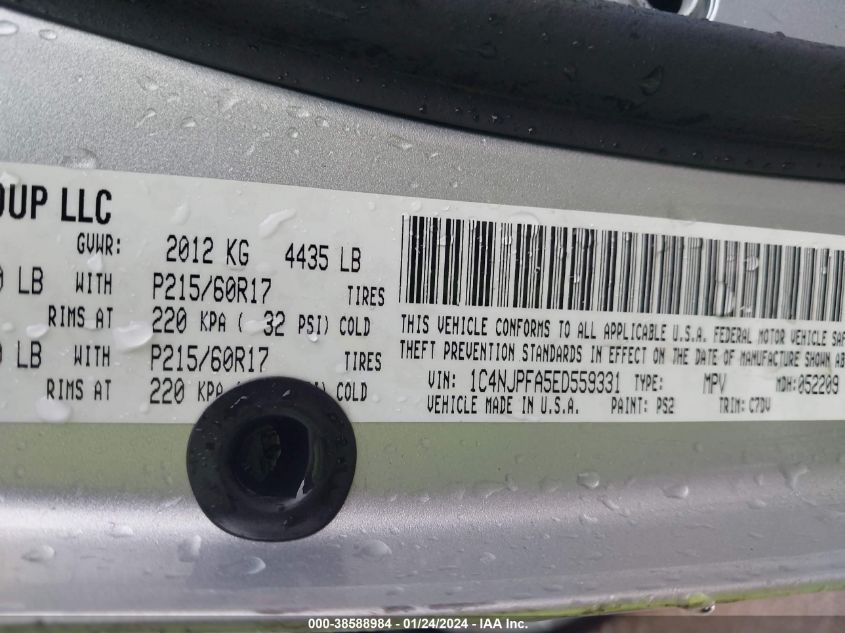 OUP LLC
GVWR: 2012 KG 4435 LB
LB WITH P215/60R17 TIRES
RIMS AT 220 KPA ( 32 PSI) COLD
LB WITH P215/60R17 TIRES
RIMS AT 220 KPA PSI) COLD
THIS VEHICLE CONFORMS TO ALL APPLICABLE U.S.A. FEDERAL MOTOR VEHICLE SAF
THEFT PREVENTION STANDARDS IN EFFECT ON THE DATE OF MANUFACTURE SHOWN AB
VIN: 1C4NJPFA5ED559331 TYPE: MPV MDH:052209
VEHICLE MADE IN U.S.A. PAINT: PS2 TRIM: C7DV
000-38588984 - 01/24/2024 - IAA Inc.